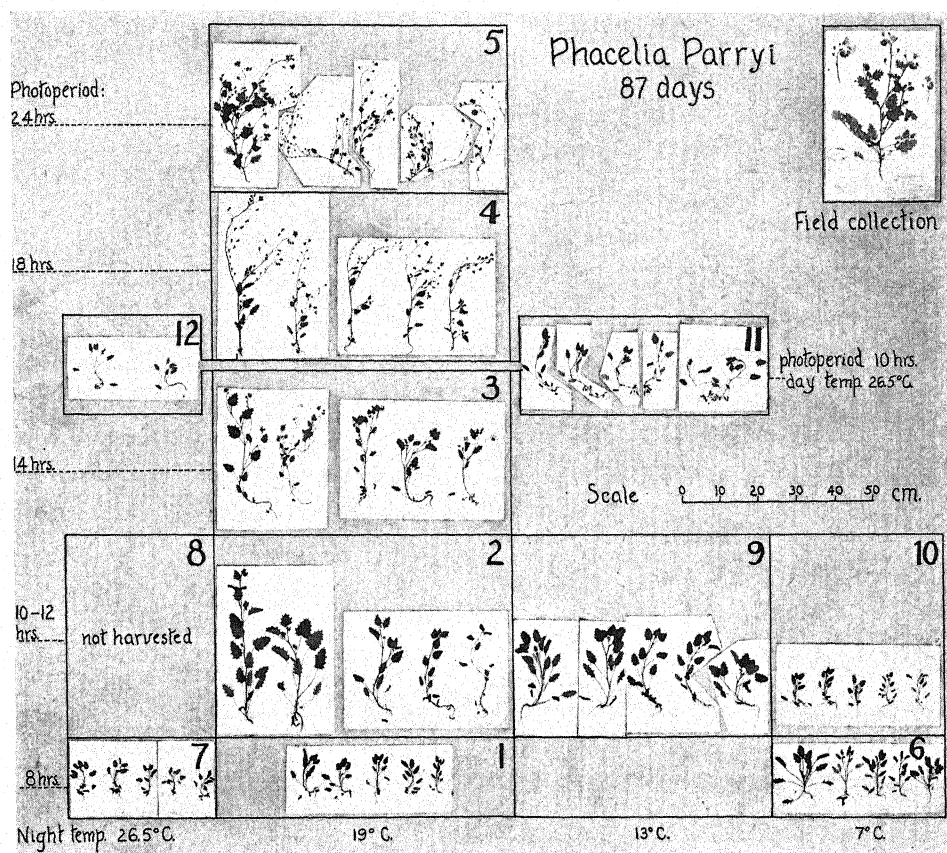 Phacelia Parryi
87 days
5
Photoperiod:
24hrs.
Field collection
4
18 hrs.
12
11
photoperiod 10 hrs.
day temp. 26.5°C.
3
14 hrs.
Scale 0 10 20 30 40 50 cm.
8
2
9
10
10-12
hrs.
not harvested
7
1
6
8 hrs.
Night temp. 26.5°C.
19°C.
13°C.
7°C.